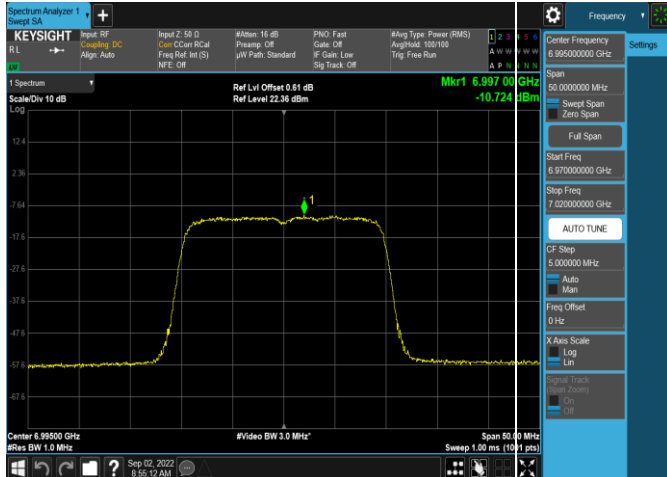 Spectrum Analyzer 1
Swept SA
+
Frequency
KEYSIGHT
RL
Input: RF
Coupling: DC
Align: Auto
Input Z: 50 Ω
Corr CCorr RCal
Freq Ref: Int (S)
NFE: Off
#Atten: 16 dB
Preamp: Off
µW Path: Standard
PNO: Fast
Gate: Off
IF Gain: Low
Sig Track: Off
#Avg Type: Power (RMS)
Avg|Hold: 100/100
Trig: Free Run
1 2 3 4 5 6
A W W W W W
A P N N N N
1 Spectrum
Scale/Div 10 dB
Log
Ref Lvl Offset 0.61 dB
Ref Level 22.36 dBm
Mkr1 6.997 00 GHz
-10.724 dBm
1
12.4
2.36
-7.64
-17.6
-27.6
-37.6
-47.6
-57.6
-67.6
Center 6.99500 GHz
#Res BW 1.0 MHz
#Video BW 3.0 MHz*
Span 50.00 MHz
Sweep 1.00 ms (1001 pts)
Sep 02, 2022
8:55:12 AM
Settings
Center Frequency
6.995000000 GHz
Span
50.0000000 MHz
Swept Span
Zero Span
Full Span
Start Freq
6.970000000 GHz
Stop Freq
7.020000000 GHz
AUTO TUNE
CF Step
5.000000 MHz
Auto
Man
Freq Offset
0 Hz
X Axis Scale
Log
Lin
Signal Track
(Span Zoom)
On
Off